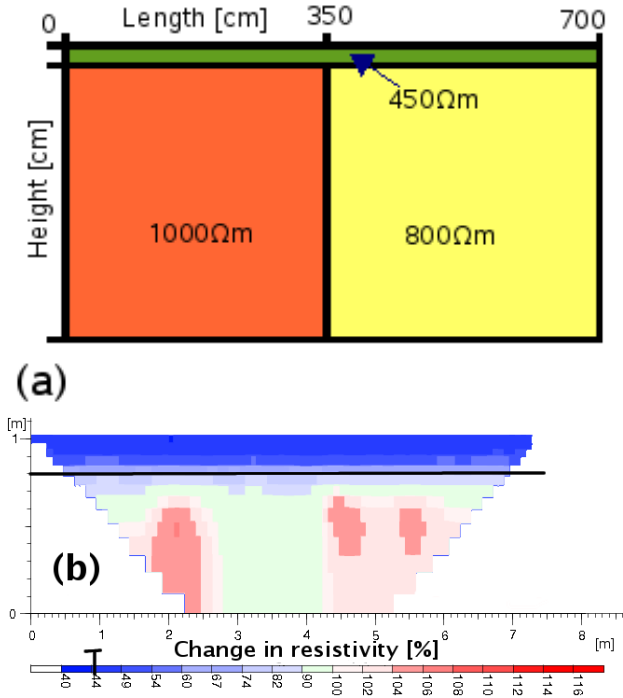 0 Length [cm] 350 700
450Ωm
Height [cm]
1000Ωm 800Ωm
(a)
[m]
1
(b)
0
0 1 2 3 4 5 6 7 8 [m]
Change in resistivity [%]
40 44 49 54 60 67 74 82 90 100 102 104 106 108 110 112 114 116